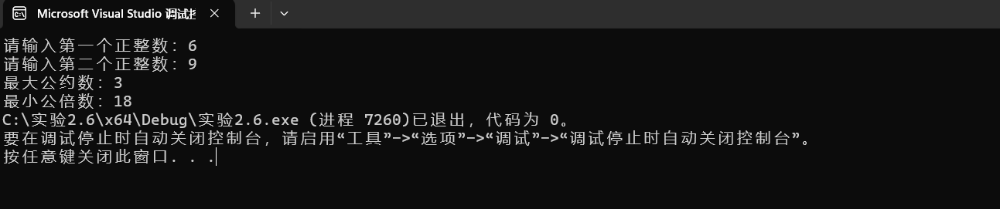 Microsoft Visual Studio 调试
请输入第一个正整数：6
请输入第二个正整数：9
最大公约数：3
最小公倍数：18
C:\实验2.6\x64\Debug\实验2.6.exe (进程 7260)已退出，代码为 0。
要在调试停止时自动关闭控制台，请启用“工具”->“选项”->“调试”->“调试停止时自动关闭控制台”。
按任意键关闭此窗口. . .